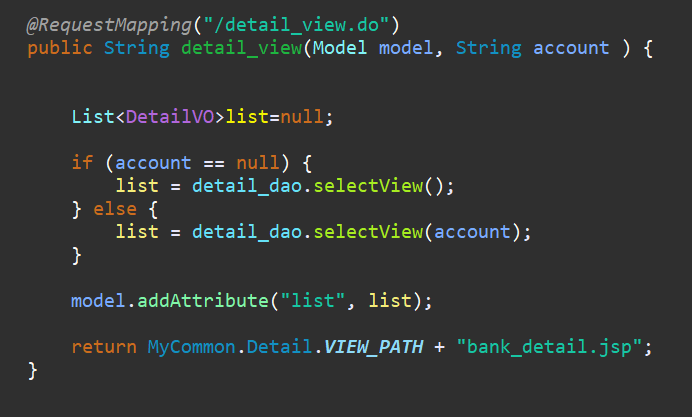 @RequestMapping("/detail_view.do")
public String detail_view(Model model, String account ) {
List<DetailVO>list=null;
if (account == null) {
list = detail_dao.selectView();
} else {
list = detail_dao.selectView(account);
}
model.addAttribute("list", list);
return MyCommon.Detail.VIEW_PATH + "bank_detail.jsp";
}